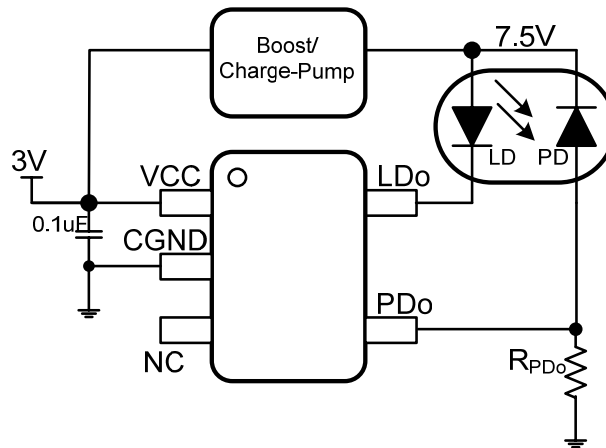 Boost/
Charge-Pump
7.5V
LD
PD
3V
VCC
LDo
0.1uF
CGND
PDo
NC
RPDo